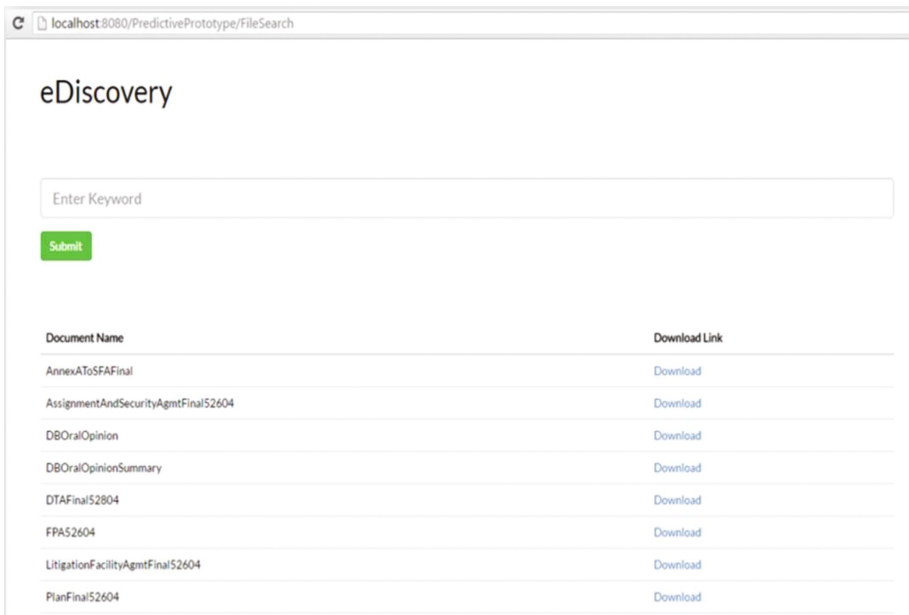 localhost:8080/PredictivePrototype/FileSearch
eDiscovery
Enter Keyword
Submit
Document Name Download Link
AnnexAToSFAFinal Download
AssignmentAndSecurityAgmtFinal52604 Download
DBOralOpinion Download
DBOralOpinionSummary Download
DTAFinal52804 Download
FPA52604 Download
LitigationFacilityAgmtFinal52604 Download
PlanFinal52604 Download